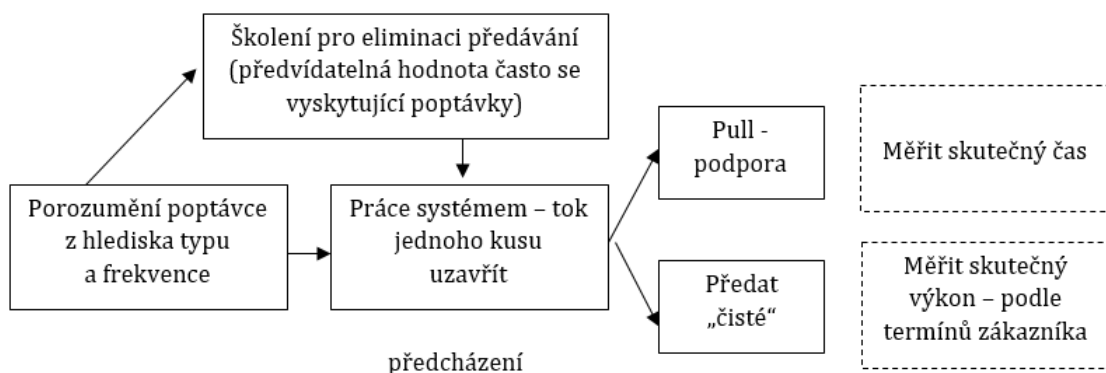 Školení pro eliminaci předávání
(předvídatelná hodnota často se
vyskytující poptávky)
Porozumění poptávce
z hlediska typu
a frekvence
Práce systémem – tok
jednoho kusu
uzavřít
Pull -
podpora
Předat
„čisté“
Měřit skutečný čas
Měřit skutečný
výkon – podle
termínů zákazníka
předcházení